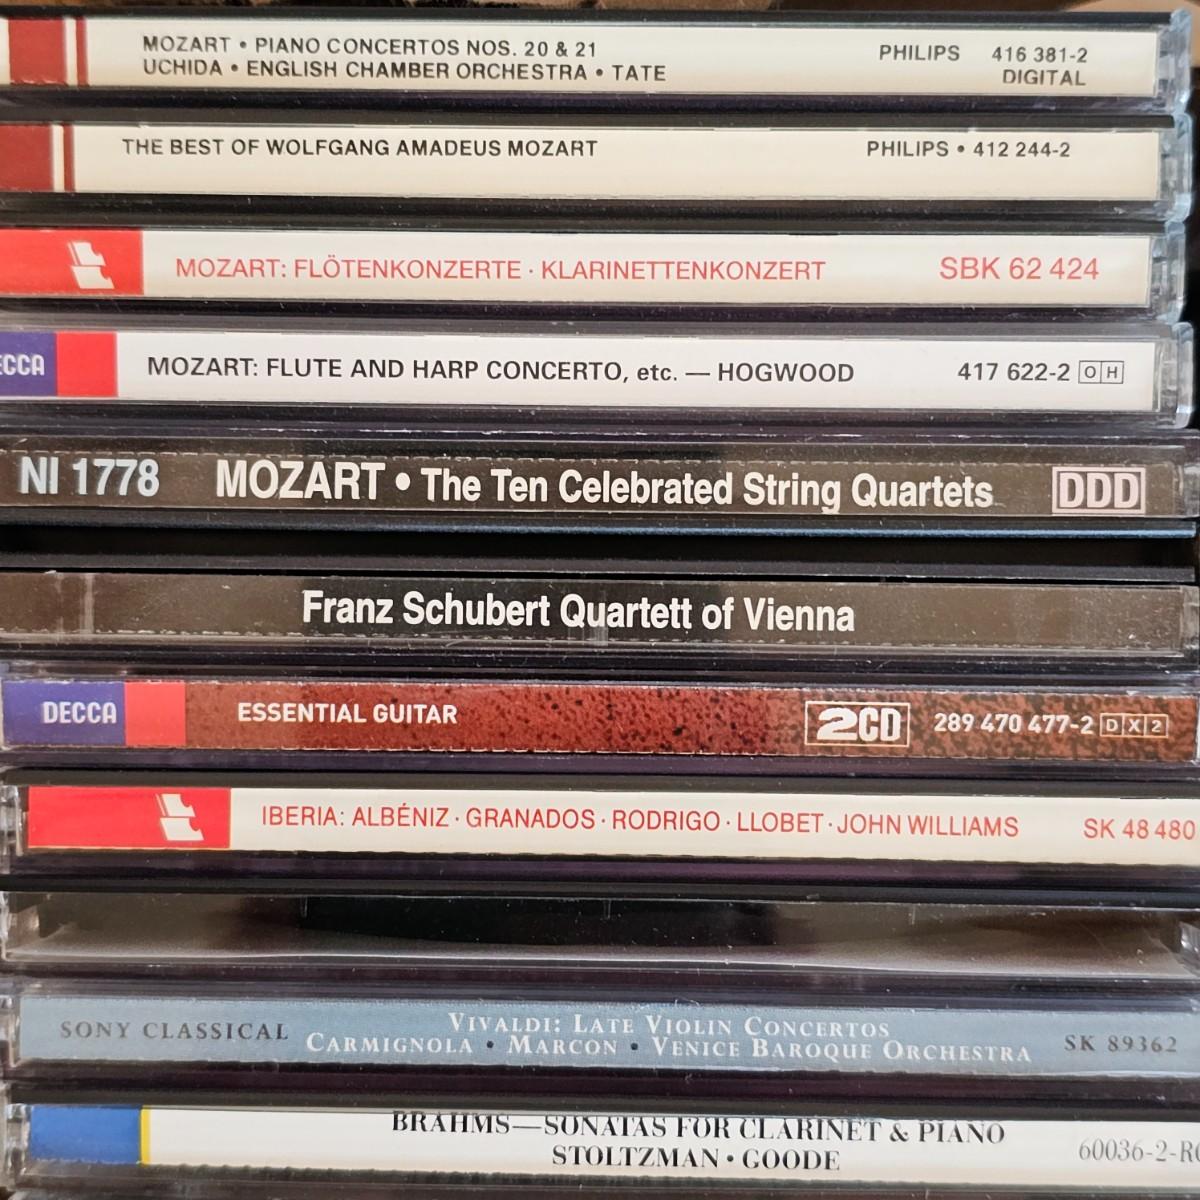 MOZART • PIANO CONCERTOS NOS. 20 & 21 PHILIPS 416 381-2
UCHIDA • ENGLISH CHAMBER ORCHESTRA • TATE DIGITAL
THE BEST OF WOLFGANG AMADEUS MOZART PHILIPS • 412 244-2
MOZART: FLÖTENKONZERTE · KLARINETTENKONZERT SBK 62 424
DECCA MOZART: FLUTE AND HARP CONCERTO, etc. — HOGWOOD 417 622-2 OH
NI 1778 MOZART • The Ten Celebrated String Quartets DDD
Franz Schubert Quartett of Vienna
DECCA ESSENTIAL GUITAR 2CD 289 470 477-2 DX2
IBERIA: ALBÉNIZ · GRANADOS · RODRIGO · LLOBET · JOHN WILLIAMS SK 48 480
SONY CLASSICAL VIVALDI: LATE VIOLIN CONCERTOS SK 89362
CARMIGNOLA • MARCON • VENICE BAROQUE ORCHESTRA
BRAHMS—SONATAS FOR CLARINET & PIANO
STOLTZMAN • GOODE 60036-2-RC